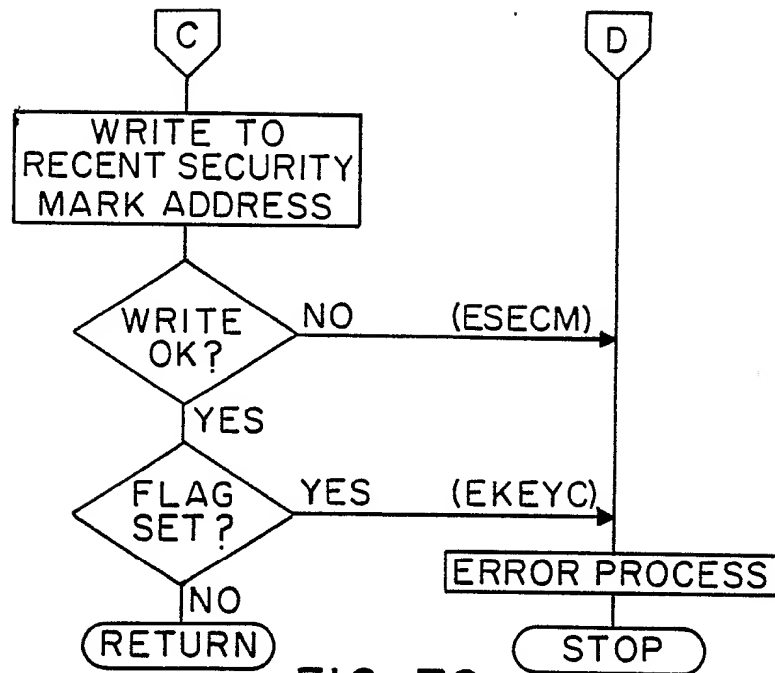 C
D
WRITE TO
RECENT SECURITY
MARK ADDRESS
WRITE
OK?
NO
(ESECM)
YES
FLAG
SET?
YES
(EKEYC)
ERROR PROCESS
NO
RETURN
STOP